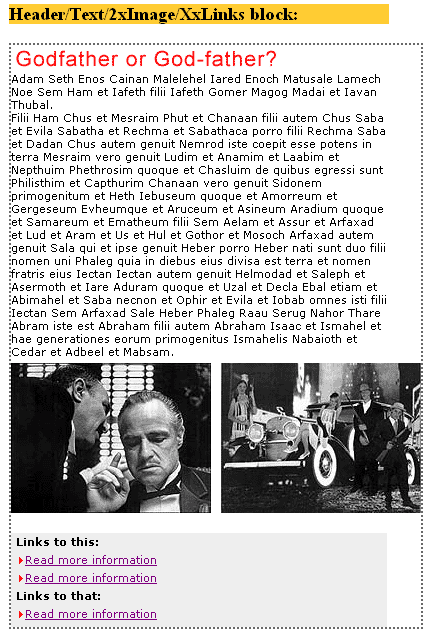 Header/Text/2xImage/XxLinks block:
Godfather or God-father?
Adam Seth Enos Cainan Malelehel Iared Enoch Matusale Lamech
Noe Sem Ham et Iafeth filii Iafeth Gomer Magog Madai et Iavan
Thubal.
Filii Ham Chus et Mesraim Phut et Chanaan filii autem Chus Saba
et Evila Sabatha et Rechma et Sabathaca porro filii Rechma Saba
et Dadan Chus autem genuit Nemrod iste coepit esse potens in
terra Mesraim vero genuit Ludim et Anamim et Laabim et
Nepthuim Phethrosim quoque et Chasluim de quibus egressi sunt
Philisthim et Capthurim Chanaan vero genuit Sidonem
primogenitum et Heth Iebuseum quoque et Amorreum et
Gergeseum Evheumque et Aruceum et Asineum Aradium quoque
et Samareum et Ematheum filii Sem Aelam et Assur et Arfaxad
et Lud et Aram et Us et Hul et Gothor et Mosoch Arfaxad autem
genuit Sala qui et ipse genuit Heber porro Heber nati sunt duo filii
nomen uni Phaleg quia in diebus eius divisa est terra et nomen
fratris eius Iectan Iectan autem genuit Helmodad et Saleph et
Asermoth et Iare Aduram quoque et Uzal et Decla Ebal etiam et
Abimahel et Saba necnon et Ophir et Evila et Iobab omnes isti filii
Iectan Sem Arfaxad Sale Heber Phaleg Raau Serug Nahor Thare
Abram iste est Abraham filii autem Abraham Isaac et Ismahel et
hae generationes eorum primogenitus Ismahelis Nabaioth et
Cedar et Adbeel et Mabsam.
Links to this:
Read more information
Read more information
Links to that:
Read more information